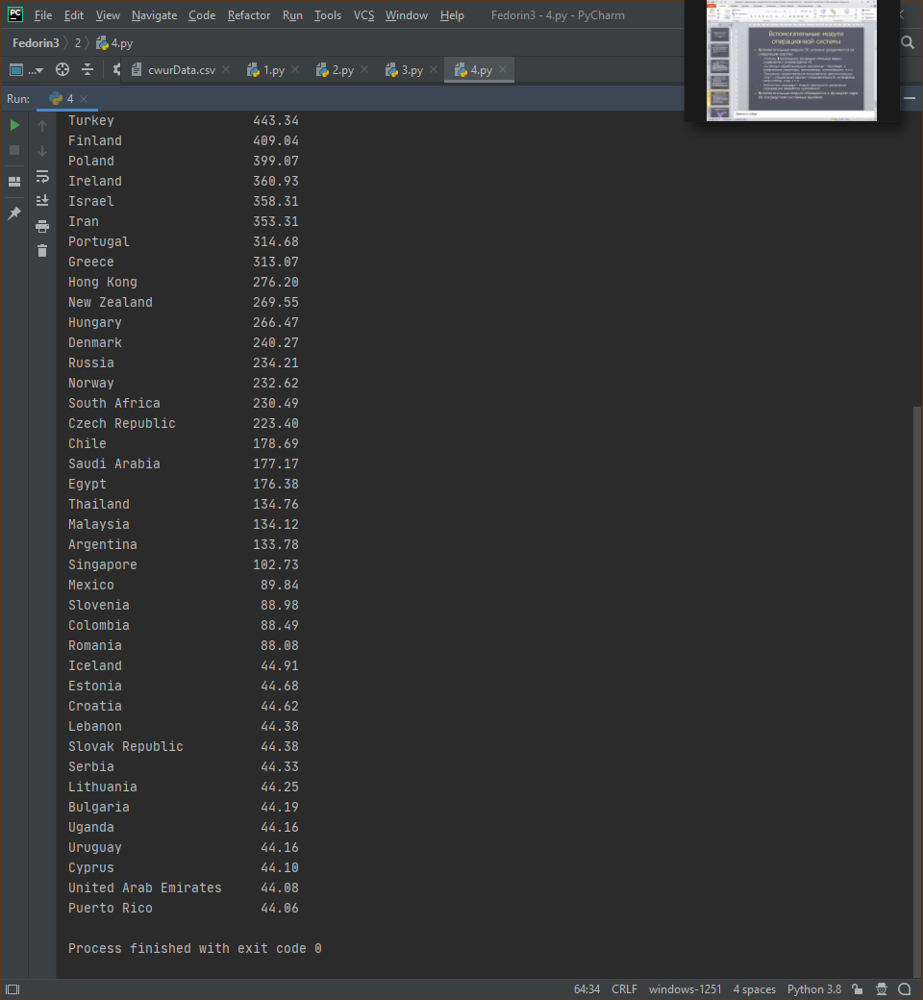 PC File Edit View Navigate Code Refactor Run Tools VCS Window Help Fedorin3 - 4.py - PyCharm
Fedorin3 2 4.py
... cwurData.csv 1.py 2.py 3.py 4.py
Run: 4
Вспомогательные модули
операционной системы
Turkey 443.34
Finland 409.04
Poland 399.07
Ireland 360.93
Israel 358.31
Iran 353.31
Portugal 314.68
Greece 313.07
Hong Kong 276.20
New Zealand 269.55
Hungary 266.47
Denmark 240.27
Russia 234.21
Norway 232.62
South Africa 230.49
Czech Republic 223.40
Chile 178.69
Saudi Arabia 177.17
Egypt 176.38
Thailand 134.76
Malaysia 134.12
Argentina 133.78
Singapore 102.73
Mexico 89.84
Slovenia 88.98
Colombia 88.49
Romania 88.08
Iceland 44.91
Estonia 44.68
Croatia 44.62
Lebanon 44.38
Slovak Republic 44.38
Serbia 44.33
Lithuania 44.25
Bulgaria 44.19
Uganda 44.16
Uruguay 44.16
Cyprus 44.10
United Arab Emirates 44.08
Puerto Rico 44.06
Process finished with exit code 0
64:34 CRLF windows-1251 4 spaces Python 3.8